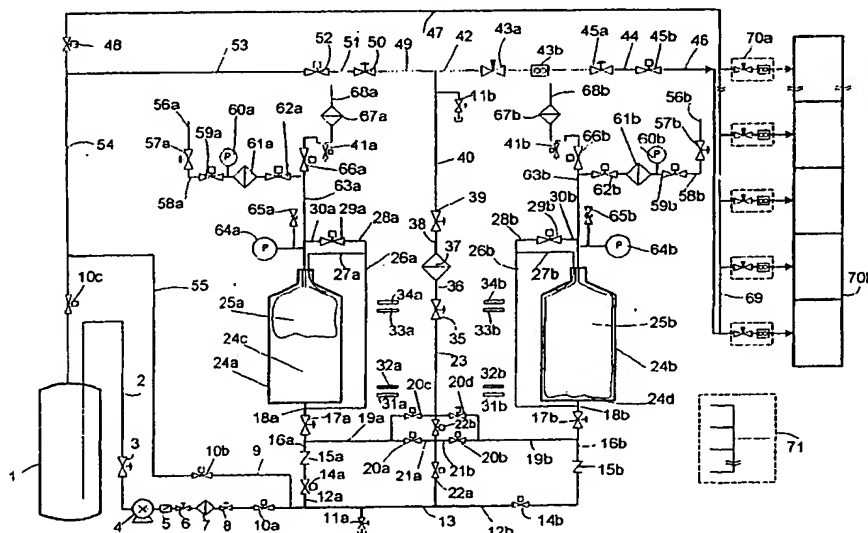 47 43a 43b 45a 45b
48 53 52 51 50 49 42 44 46 70a
56a 60a 62a 68a 67a 11b 68b 67b 61b 56b 60b 57b
57a 59a 61a 41a 66a 41b 66b
54 40 62b 59b 58b
58a 63a 63b
65a 30a 29a 28a 39 29b 30b 65b
64a 38 28b 64b
27a 26a 37 26b 27b
10c 55 36 69 70b
25a 34a 34b 25b
24c 33a 35 33b 24b
2 24a 23
32a 20c 20d 32b 24d
18a 17a 31a 31b 17b 18b
1 3 10b 9 16a 19a 22b 19b 16b 71
15a 20a 21a 21b 20b 15b
14a 22a
4 5 6 7 8 10a 12a 11a 13 12b 14b